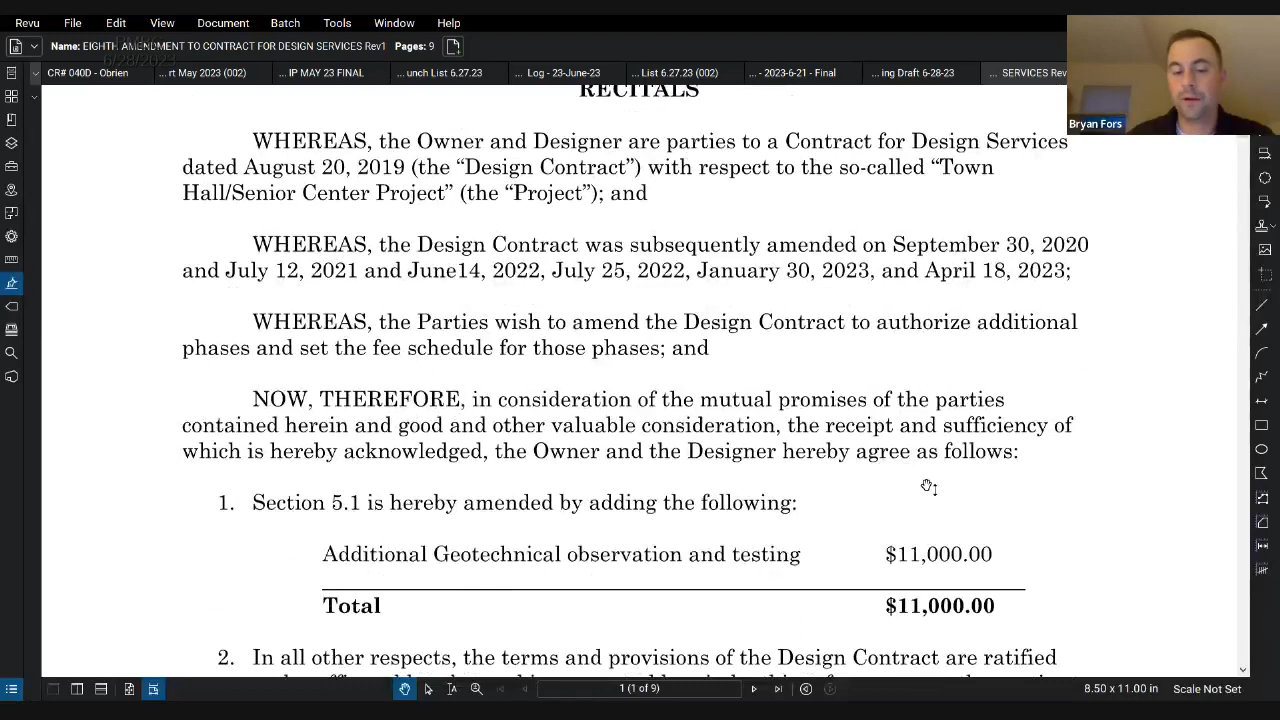 Revu File Edit View Document Batch Tools Window Help
Name: EIGHTH AMENDMENT TO CONTRACT FOR DESIGN SERVICES Rev1 Pages: 9
6/28/2023
CR# 040D - Obrien ... rt May 2023 (002) ... IP MAY 23 FINAL ... unch List 6.27.23 ... Log - 23-June-23 ... List 6.27.23 (002) ... - 2023-6-21 - Final ... ing Draft 6-28-23 ... SERVICES Rev
Bryan Fors
RECITALS
WHEREAS, the Owner and Designer are parties to a Contract for Design Services
dated August 20, 2019 (the “Design Contract”) with respect to the so-called “Town
Hall/Senior Center Project” (the “Project”); and
WHEREAS, the Design Contract was subsequently amended on September 30, 2020
and July 12, 2021 and June14, 2022, July 25, 2022, January 30, 2023, and April 18, 2023;
WHEREAS, the Parties wish to amend the Design Contract to authorize additional
phases and set the fee schedule for those phases; and
NOW, THEREFORE, in consideration of the mutual promises of the parties
contained herein and good and other valuable consideration, the receipt and sufficiency of
which is hereby acknowledged, the Owner and the Designer hereby agree as follows:
1. Section 5.1 is hereby amended by adding the following:
Additional Geotechnical observation and testing $11,000.00
Total $11,000.00
2. In all other respects, the terms and provisions of the Design Contract are ratified
1 (1 of 9) 8.50 x 11.00 in Scale Not Set